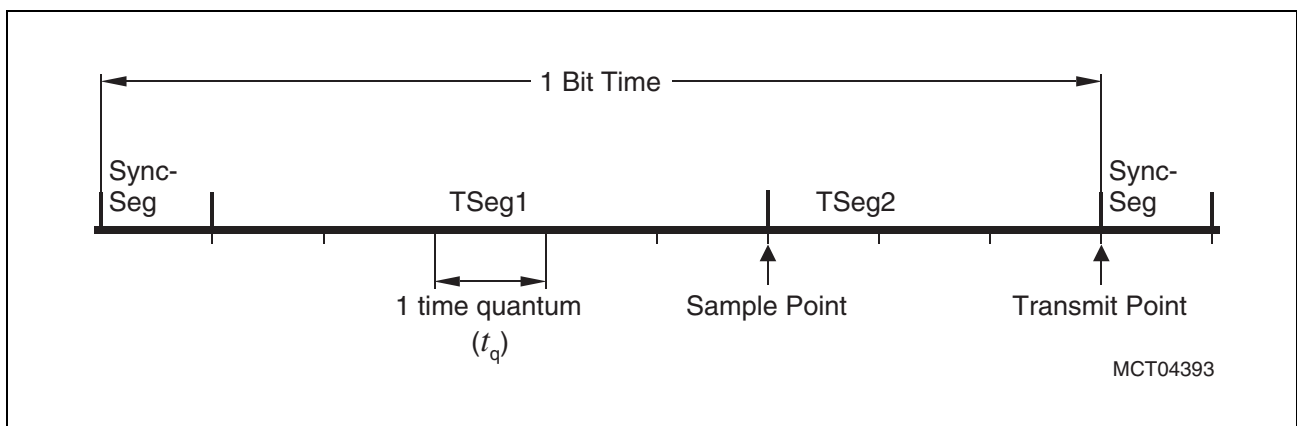 1 Bit Time
Sync-
Seg
TSeg1
TSeg2
Sync-
Seg
1 time quantum
(tq)
Sample Point
Transmit Point
MCT04393